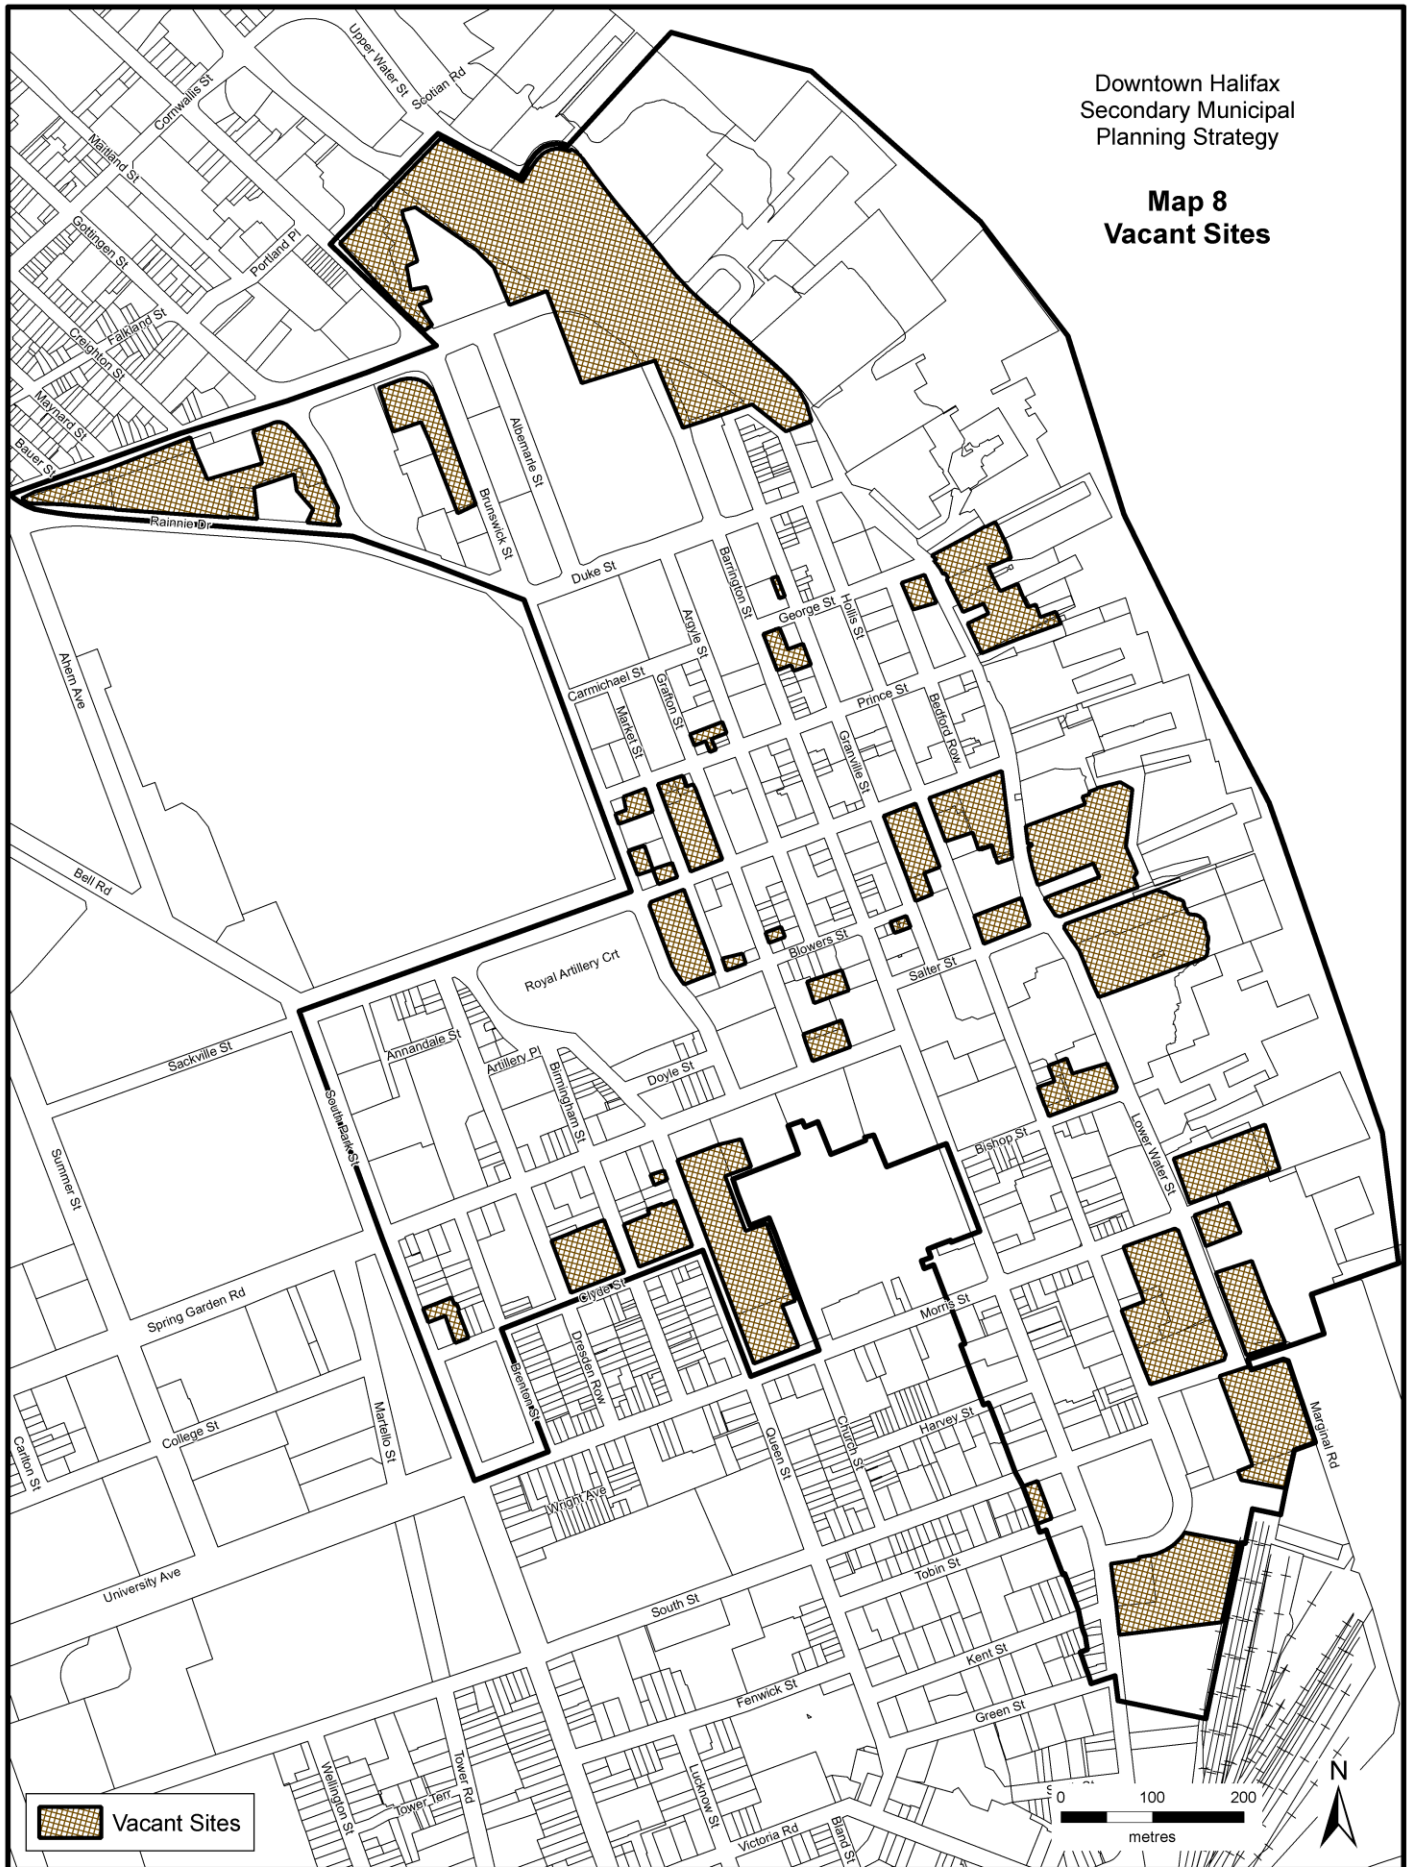 Downtown Halifax
Secondary Municipal
Planning Strategy
Map 8
Vacant Sites
Upper Water St
Scotian Rd
Cornwallis St
Maitland St
Gottingen St
Portland Pl
Falkland St
Creighton St
Maynard St
Bauer St
Rainnie Dr
Albemarle St
Brunswick St
Duke St
Barrington St
George St
Hollis St
Argyle St
Ahern Ave
Carmichael St
Grafton St
Market St
Prince St
Bedford Row
Granville St
Bell Rd
Blowers St
Salter St
Royal Artillery Crt
Sackville St
Annandale St
Artillery Pl
Birmingham St
Doyle St
South Park St
Summer St
Bishop St
Lower Water St
Spring Garden Rd
Clyde St
Morris St
Dresden Row
Brenton St
College St
Martello St
Carlton St
Queen St
Church St
Harvey St
Marginal Rd
Wright Ave
University Ave
Tobin St
South St
Kent St
Fenwick St
Green St
Wellington St
Tower Terr
Tower Rd
Lucknow St
Victoria Rd
Bland St
Vacant Sites
0 100 200
metres
N